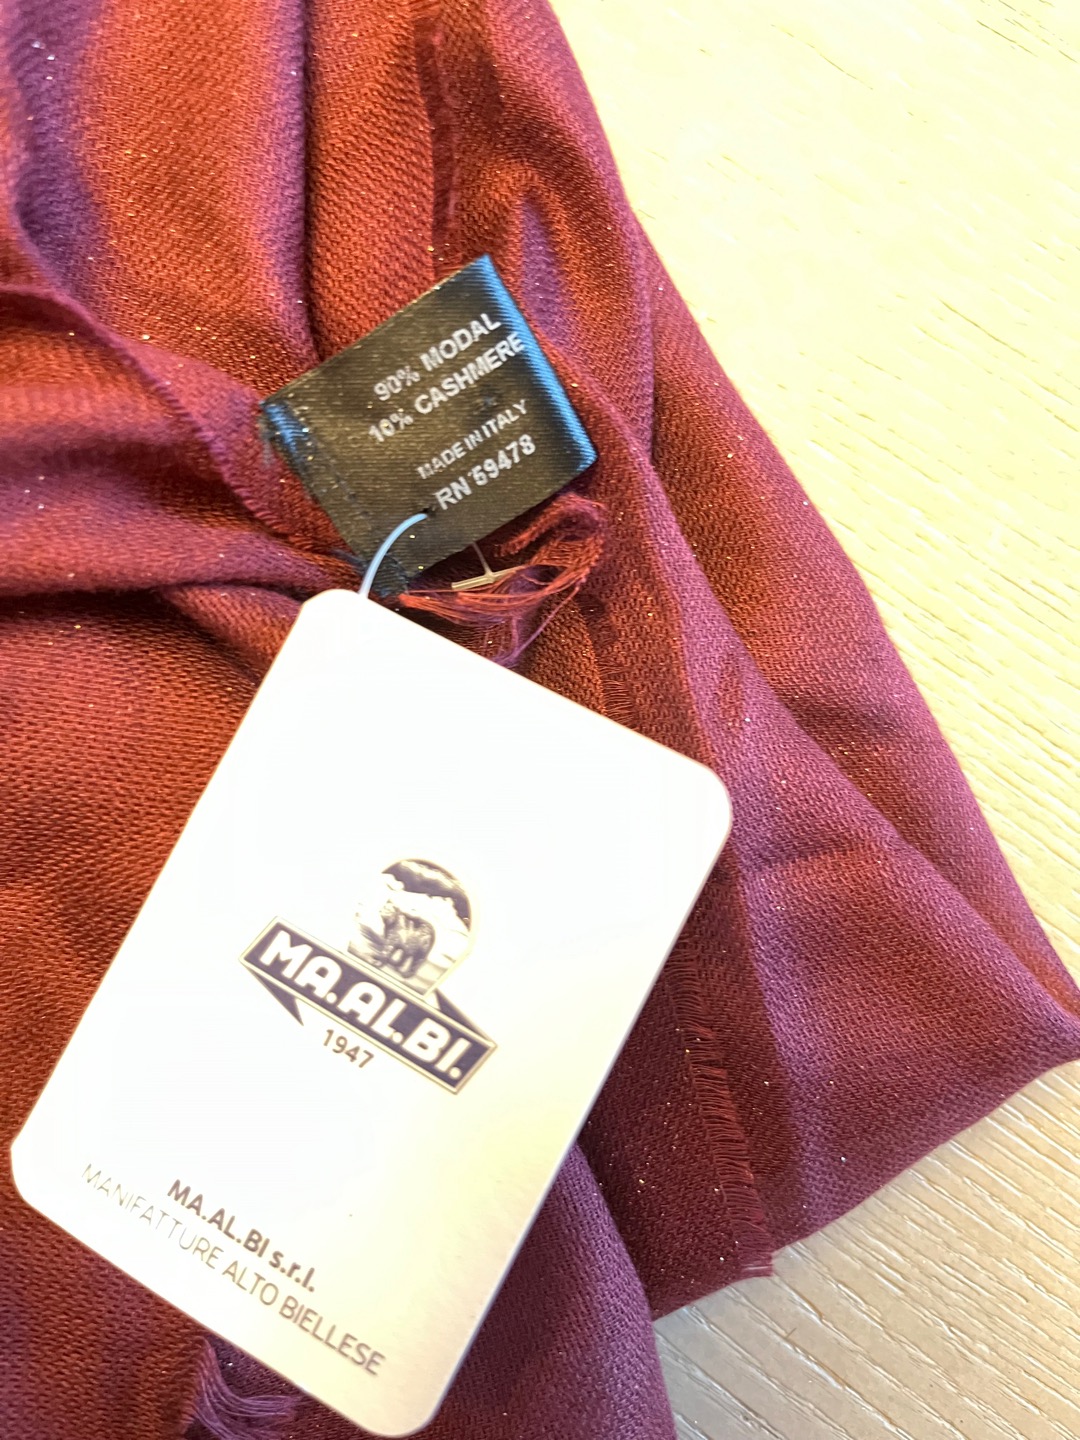 90% MODAL
10% CASHMERE
MADE IN ITALY
RN 59478
MA.AL.BI.
1947
MA.AL.BI s.r.l.
MANIFATTURE ALTO BIELLESE